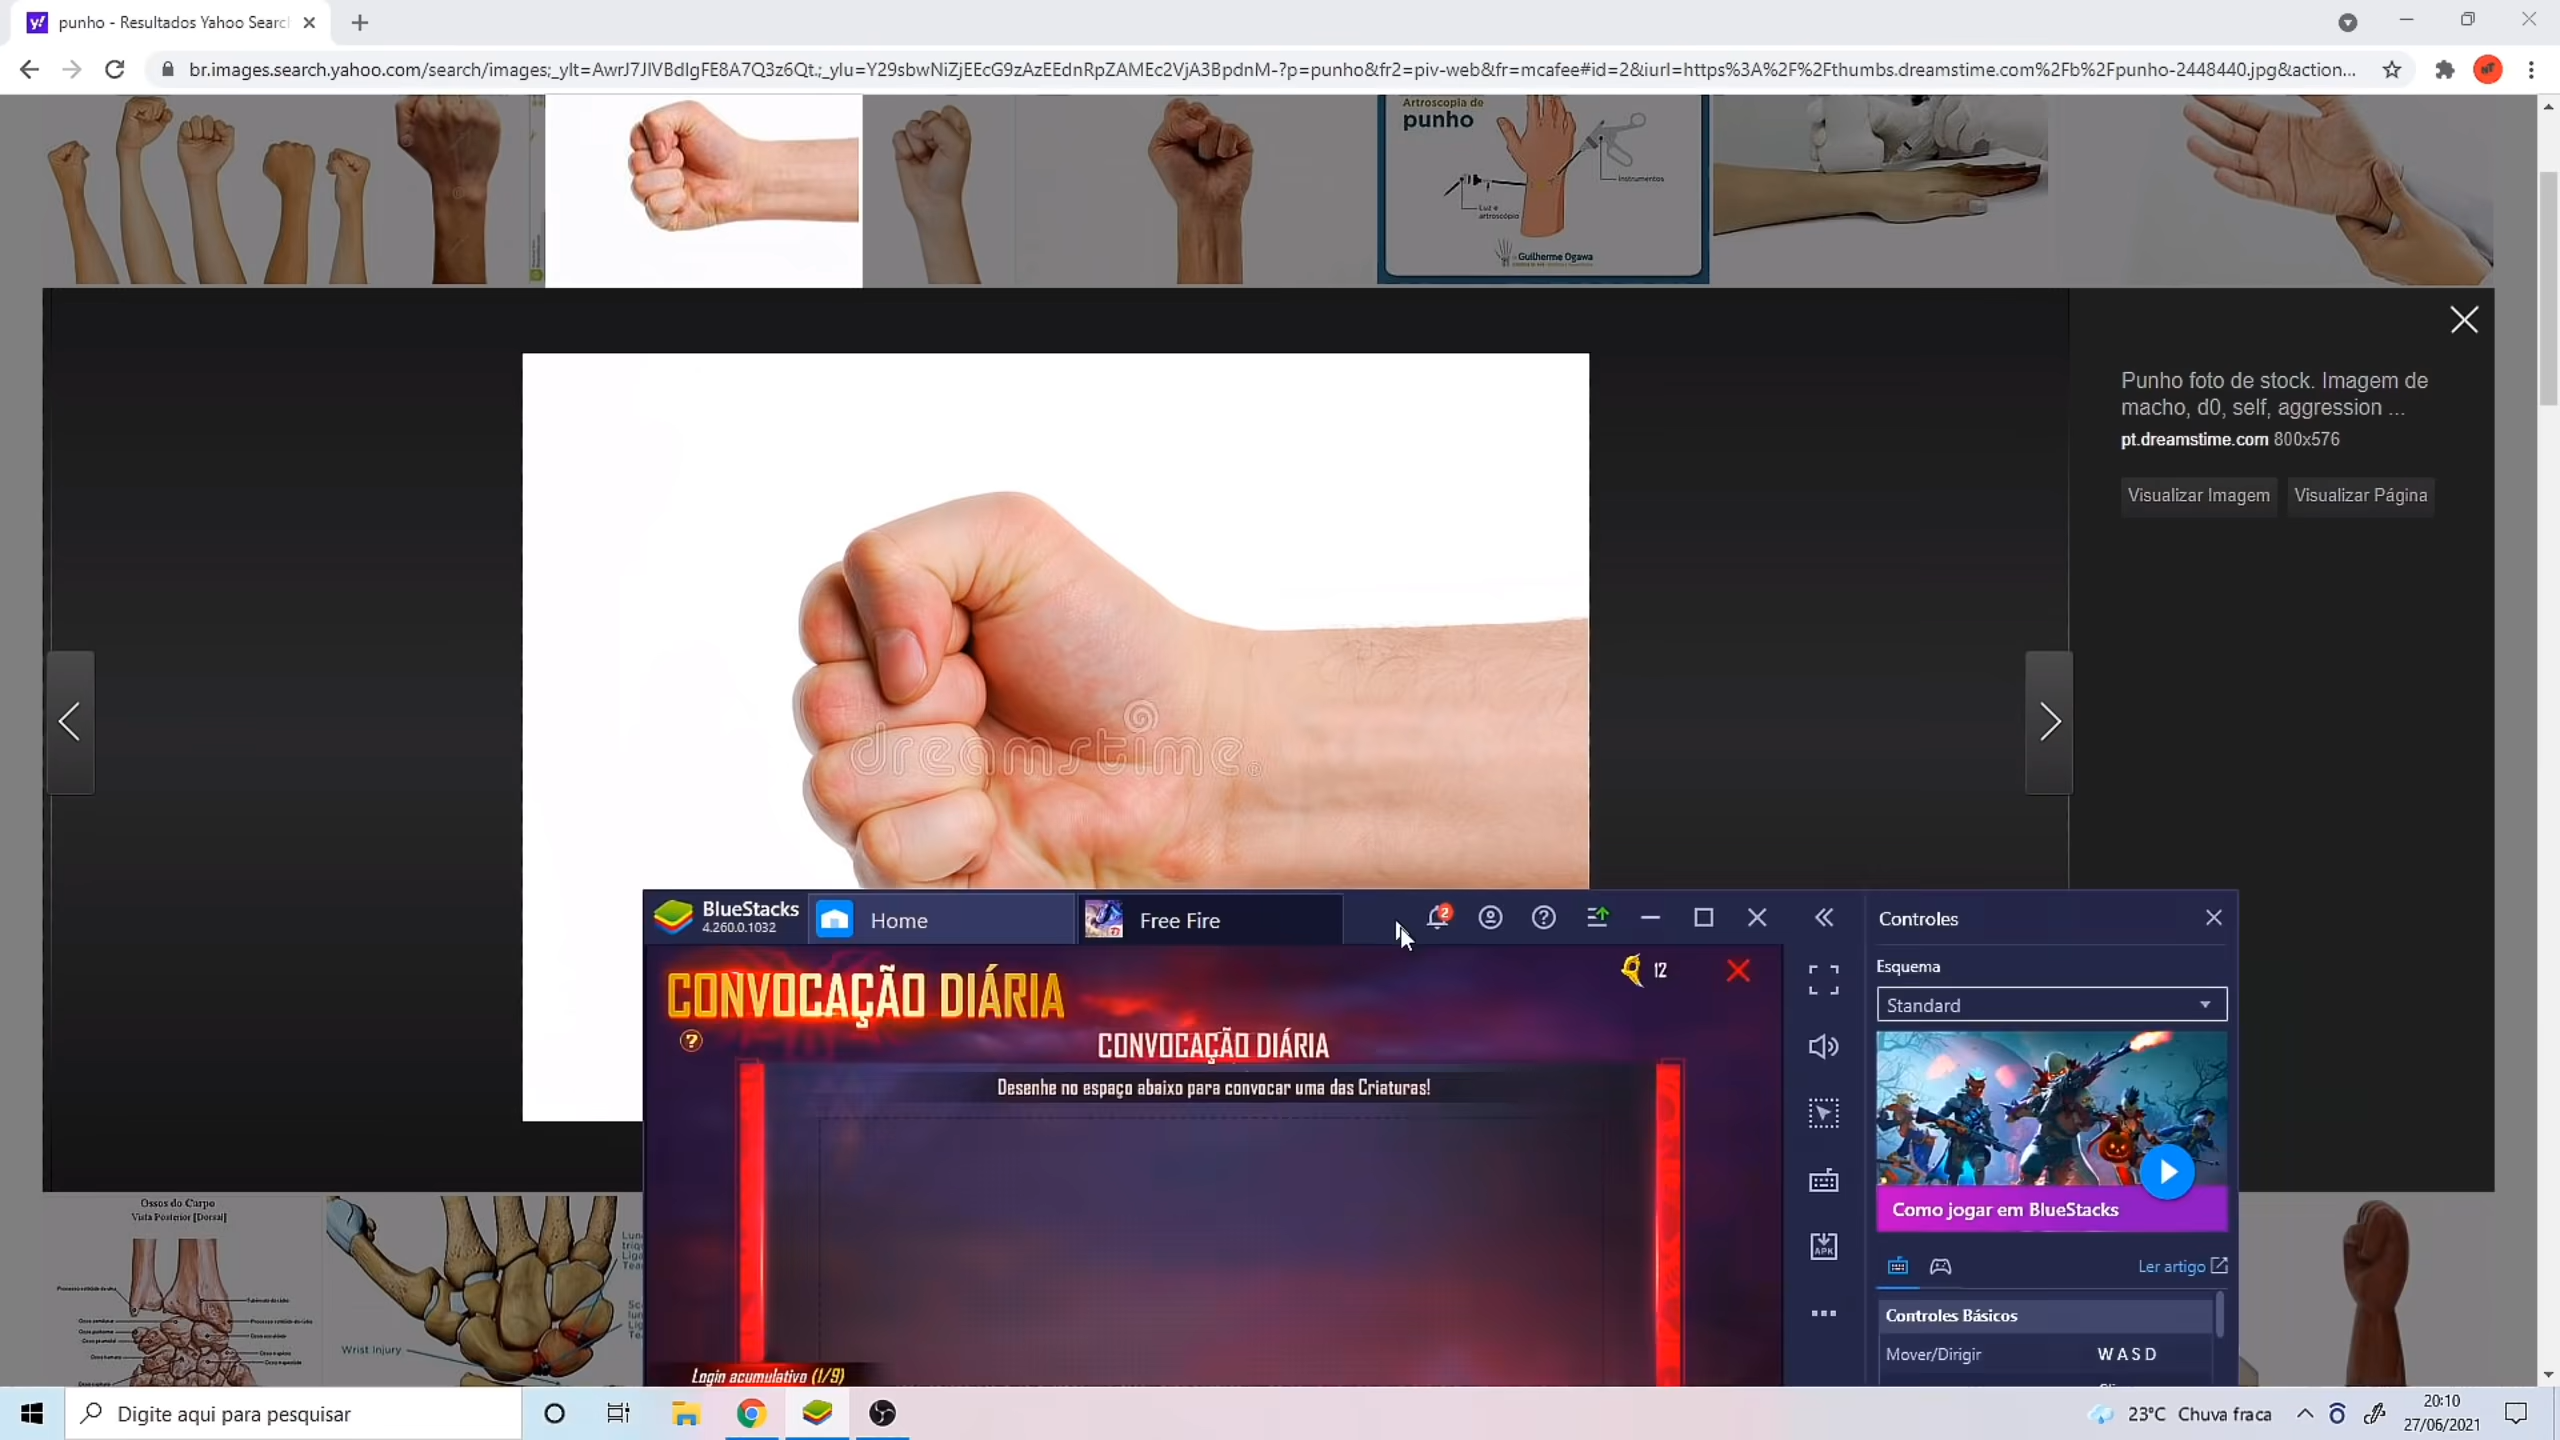 punho - Resultados Yahoo Searc
br.images.search.yahoo.com/search/images;_ylt=AwrJ7JlVBdlgFE8A7Q3z6Qt.;_ylu=Y29sbwNiZjEEcG9zAzEEdnRpZAMEc2VjA3BpdnM-?p=punho&fr2=piv-web&fr=mcafee#id=2&iurl=https%3A%2F%2Fthumbs.dreamstime.com%2Fb%2Fpunho-2448440.jpg&action...
Artroscopia de
punho
Instrumentos
Luz e
artroscópio
Guilherme Ogawa
Punho foto de stock. Imagem de
macho, d0, self, aggression ...
pt.dreamstime.com 800x576
Visualizar Imagem
Visualizar Página
dreamstime
BlueStacks
4.260.0.1032
Home
Free Fire
2
Controles
CONVOCAÇÃO DIÁRIA
12
Esquema
Standard
CONVOCAÇÃO DIÁRIA
Desenhe no espaço abaixo para convocar uma das Criaturas!
Como jogar em BlueStacks
APK
Ler artigo
Controles Básicos
Mover/Dirigir
W A S D
Login acumulativo (1/9)
Ossos do Carpo
Vista Posterior [Dorsal]
Wrist Injury
Digite aqui para pesquisar
23°C Chuva fraca
20:10
27/06/2021